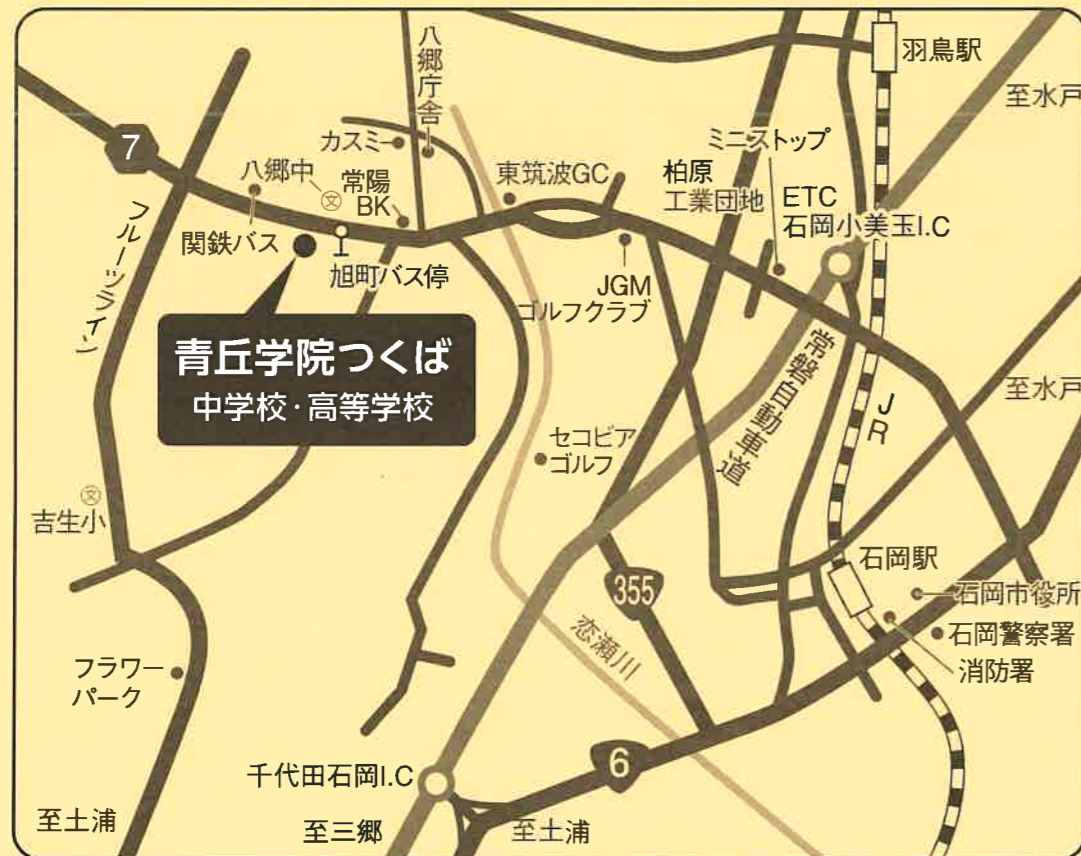 羽鳥駅
八郷庁舎
至水戸
7
カスミ
ミニストップ
八郷中
文
常陽
BK
東筑波GC
柏原
工業団地
ETC
石岡小美玉I.C
フルーツライン
関鉄バス
旭町バス停
JGM
ゴルフクラブ
青丘学院つくば
中学校・高等学校
常磐自動車道
JR
至水戸
セコビア
ゴルフ
文
吉生小
355
石岡駅
石岡市役所
石岡警察署
消防署
恋瀬川
フラワー
パーク
千代田石岡I.C
6
至土浦
至三郷
至土浦